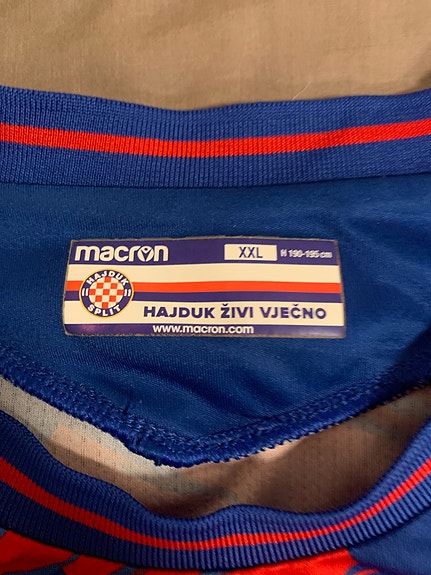 macron XXL H 190-195 cm
HAJDUK
SPLIT
HAJDUK ŽIVI VJEČNO
www.macron.com